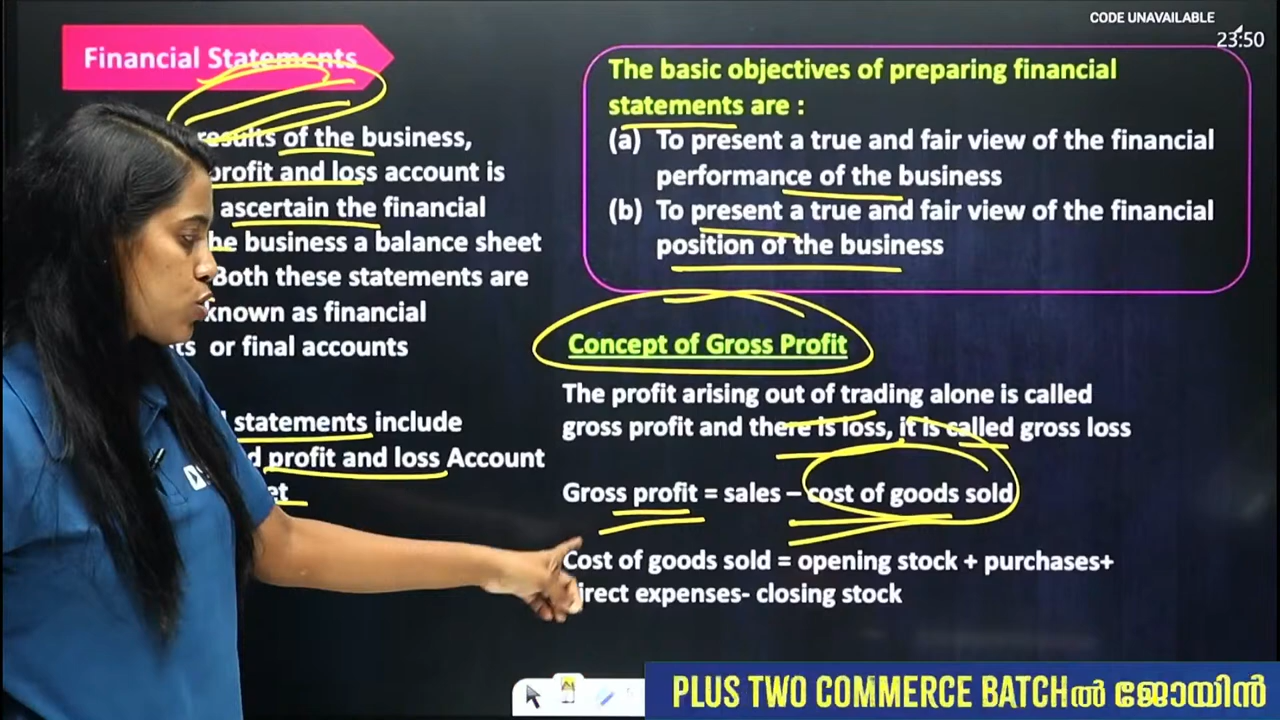 CODE UNAVAILABLE
23:50
Financial Statements
results of the business,
profit and loss account is
ascertain the financial
the business a balance sheet
Both these statements are
known as financial
or final accounts
statements include
profit and loss Account
The basic objectives of preparing financial
statements are :
(a) To present a true and fair view of the financial
performance of the business
(b) To present a true and fair view of the financial
position of the business
Concept of Gross Profit
The profit arising out of trading alone is called
gross profit and there is loss, it is called gross loss
Gross profit = sales – cost of goods sold
Cost of goods sold = opening stock + purchases+
direct expenses- closing stock
PLUS TWO COMMERCE BATCHൽ ജോയിൻ